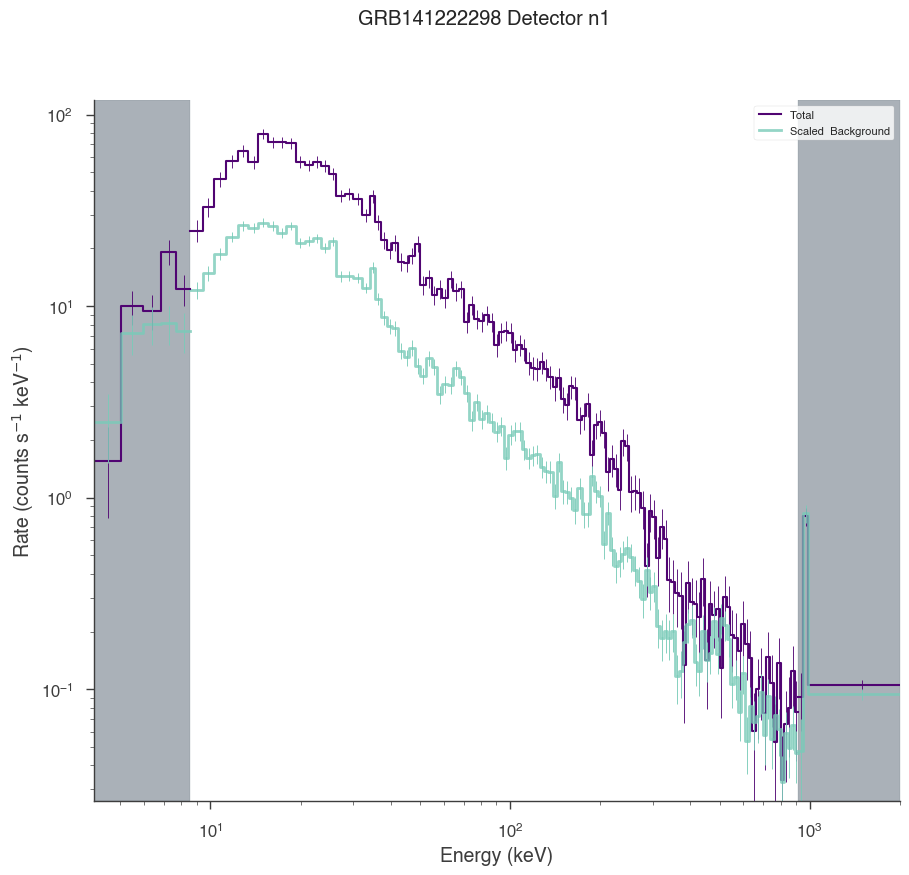 GRB141222298 Detector n1
Total
Scaled Background
10²
10¹
10⁰
10⁻¹
Rate (counts s⁻¹ keV⁻¹)
10¹ 10² 10³
Energy (keV)